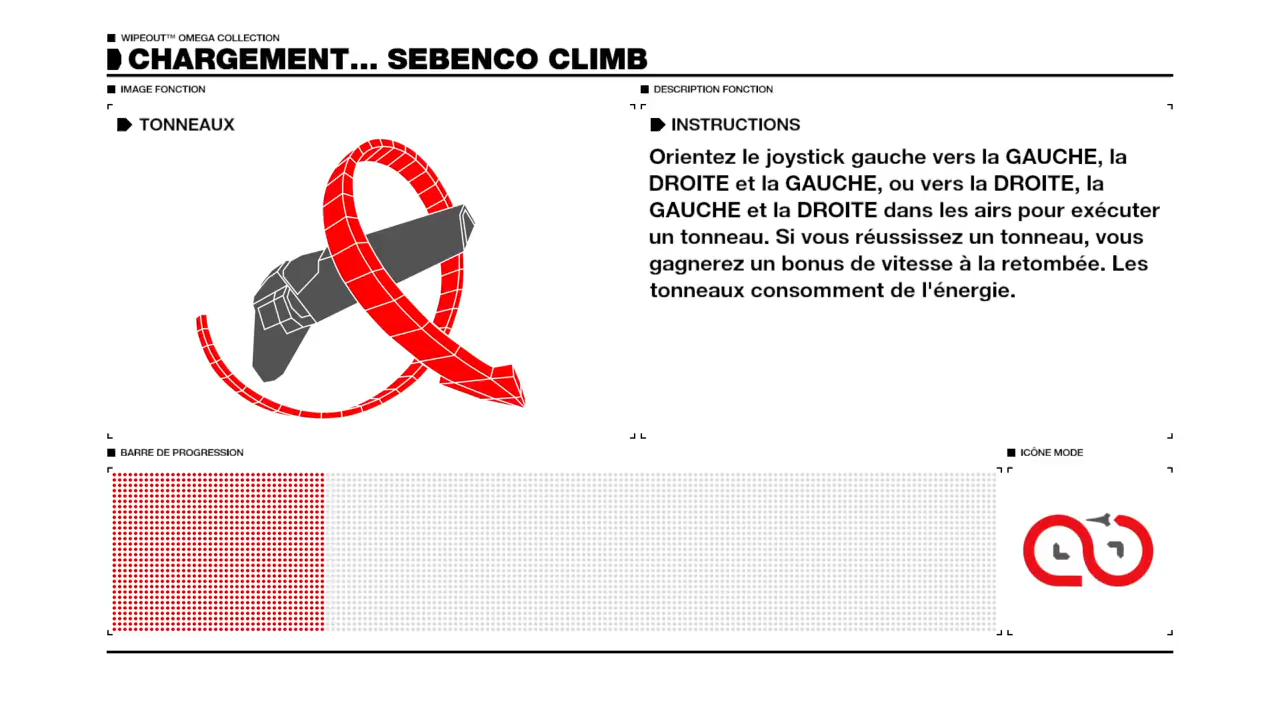 WIPEOUT™ OMEGA COLLECTION
CHARGEMENT... SEBENCO CLIMB
IMAGE FONCTION
TONNEAUX
DESCRIPTION FONCTION
INSTRUCTIONS
Orientez le joystick gauche vers la GAUCHE, la
DROITE et la GAUCHE, ou vers la DROITE, la
GAUCHE et la DROITE dans les airs pour exécuter
un tonneau. Si vous réussissez un tonneau, vous
gagnerez un bonus de vitesse à la retombée. Les
tonneaux consomment de l'énergie.
BARRE DE PROGRESSION
ICÔNE MODE